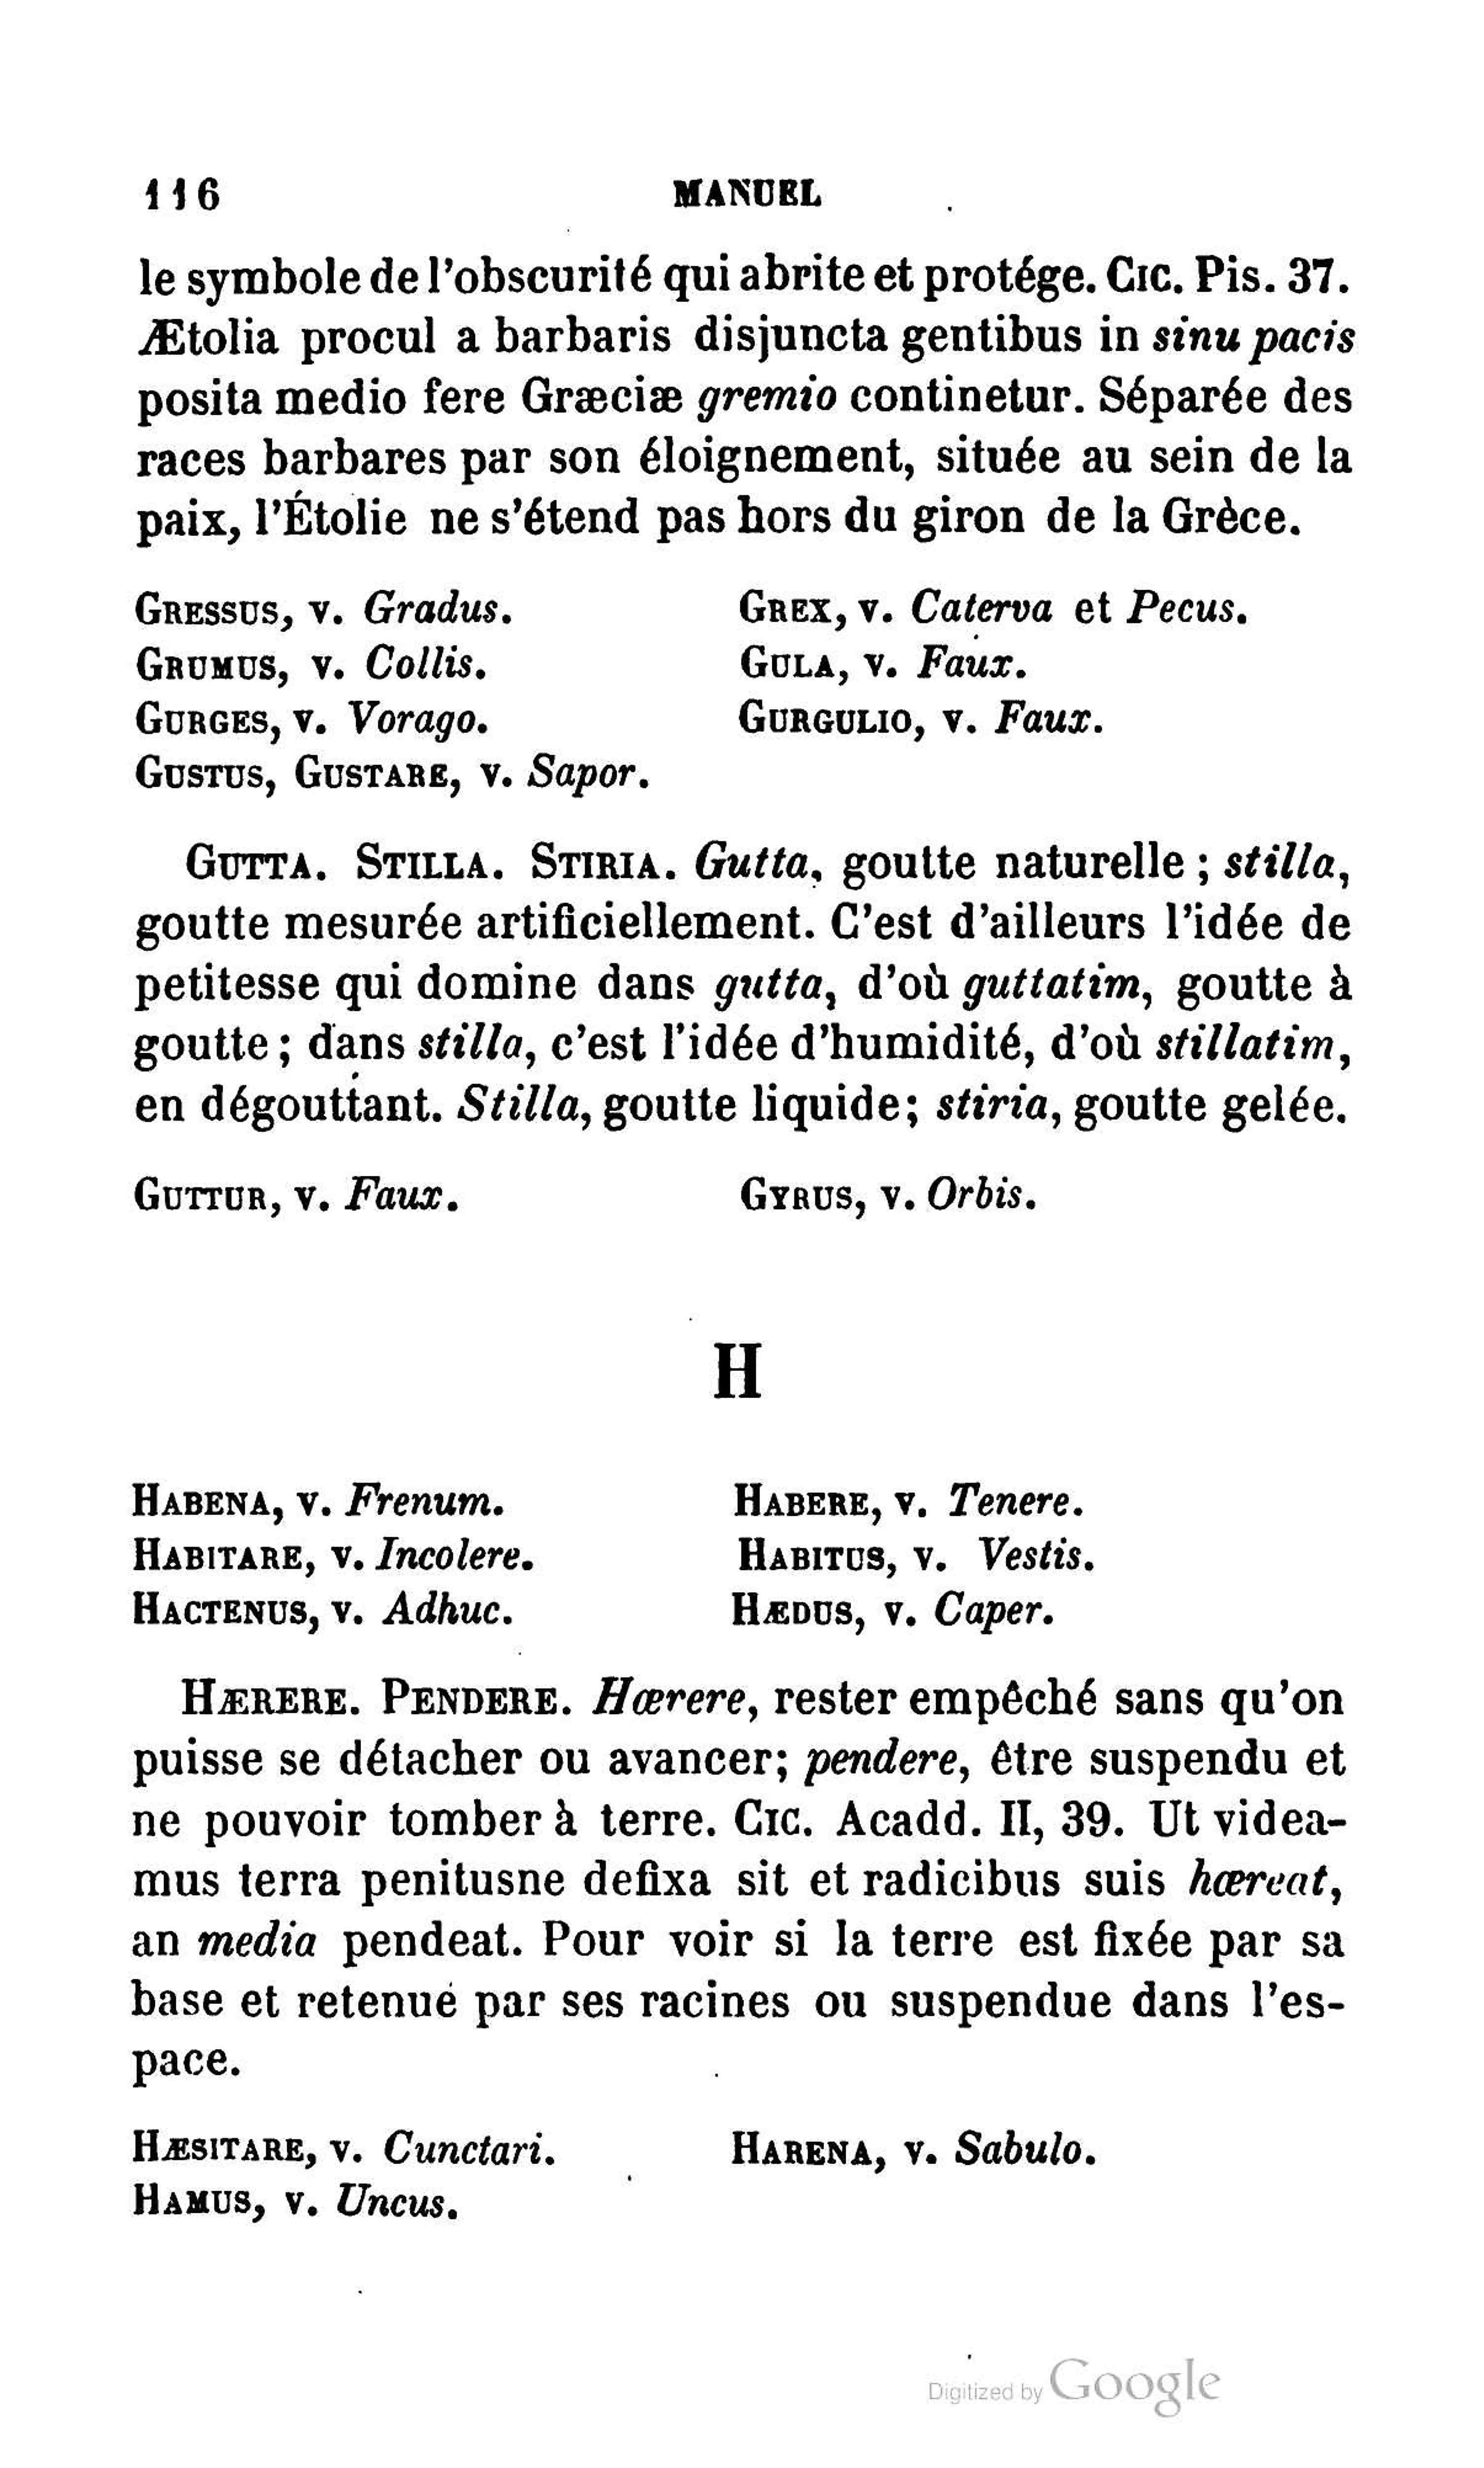 116 MANUEL
le symbole de l'obscurité qui abrite et protége. CIC. Pis. 37.
Ætolia procul a barbaris disjuncta gentibus in sinu pacis
posita medio fere Græciæ gremio continetur. Séparée des
races barbares par son éloignement, située au sein de la
paix, l'Étolie ne s'étend pas hors du giron de la Grèce.
GRESSUS, v. Gradus. GREX, v. Caterva et Pecus.
GRUMUS, v. Collis. GULA, v. Faux.
GURGES, v. Vorago. GURGULIO, v. Faux.
GUSTUS, GUSTARE, v. Sapor.
GUTTA. STILLA. STIRIA. Gutta, goutte naturelle ; stilla,
goutte mesurée artificiellement. C'est d'ailleurs l'idée de
petitesse qui domine dans gutta, d'où guttatim, goutte à
goutte ; dans stilla, c'est l'idée d'humidité, d'où stillatim,
en dégouttant. Stilla, goutte liquide; stiria, goutte gelée.
GUTTUR, v. Faux. GYRUS, v. Orbis.
H
HABENA, v. Frenum. HABERE, v. Tenere.
HABITARE, v. Incolere. HABITUS, v. Vestis.
HACTENUS, v. Adhuc. HÆDUS, v. Caper.
HÆRERE. PENDERE. Hærere, rester empêché sans qu'on
puisse se détacher ou avancer; pendere, être suspendu et
ne pouvoir tomber à terre. CIC. Acadd. II, 39. Ut videa-
mus terra penitusne defixa sit et radicibus suis hæreat,
an media pendeat. Pour voir si la terre est fixée par sa
base et retenue par ses racines ou suspendue dans l'es-
pace.
HÆSITARE, v. Cunctari. HARENA, v. Sabulo.
HAMUS, v. Uncus.
Digitized by Google